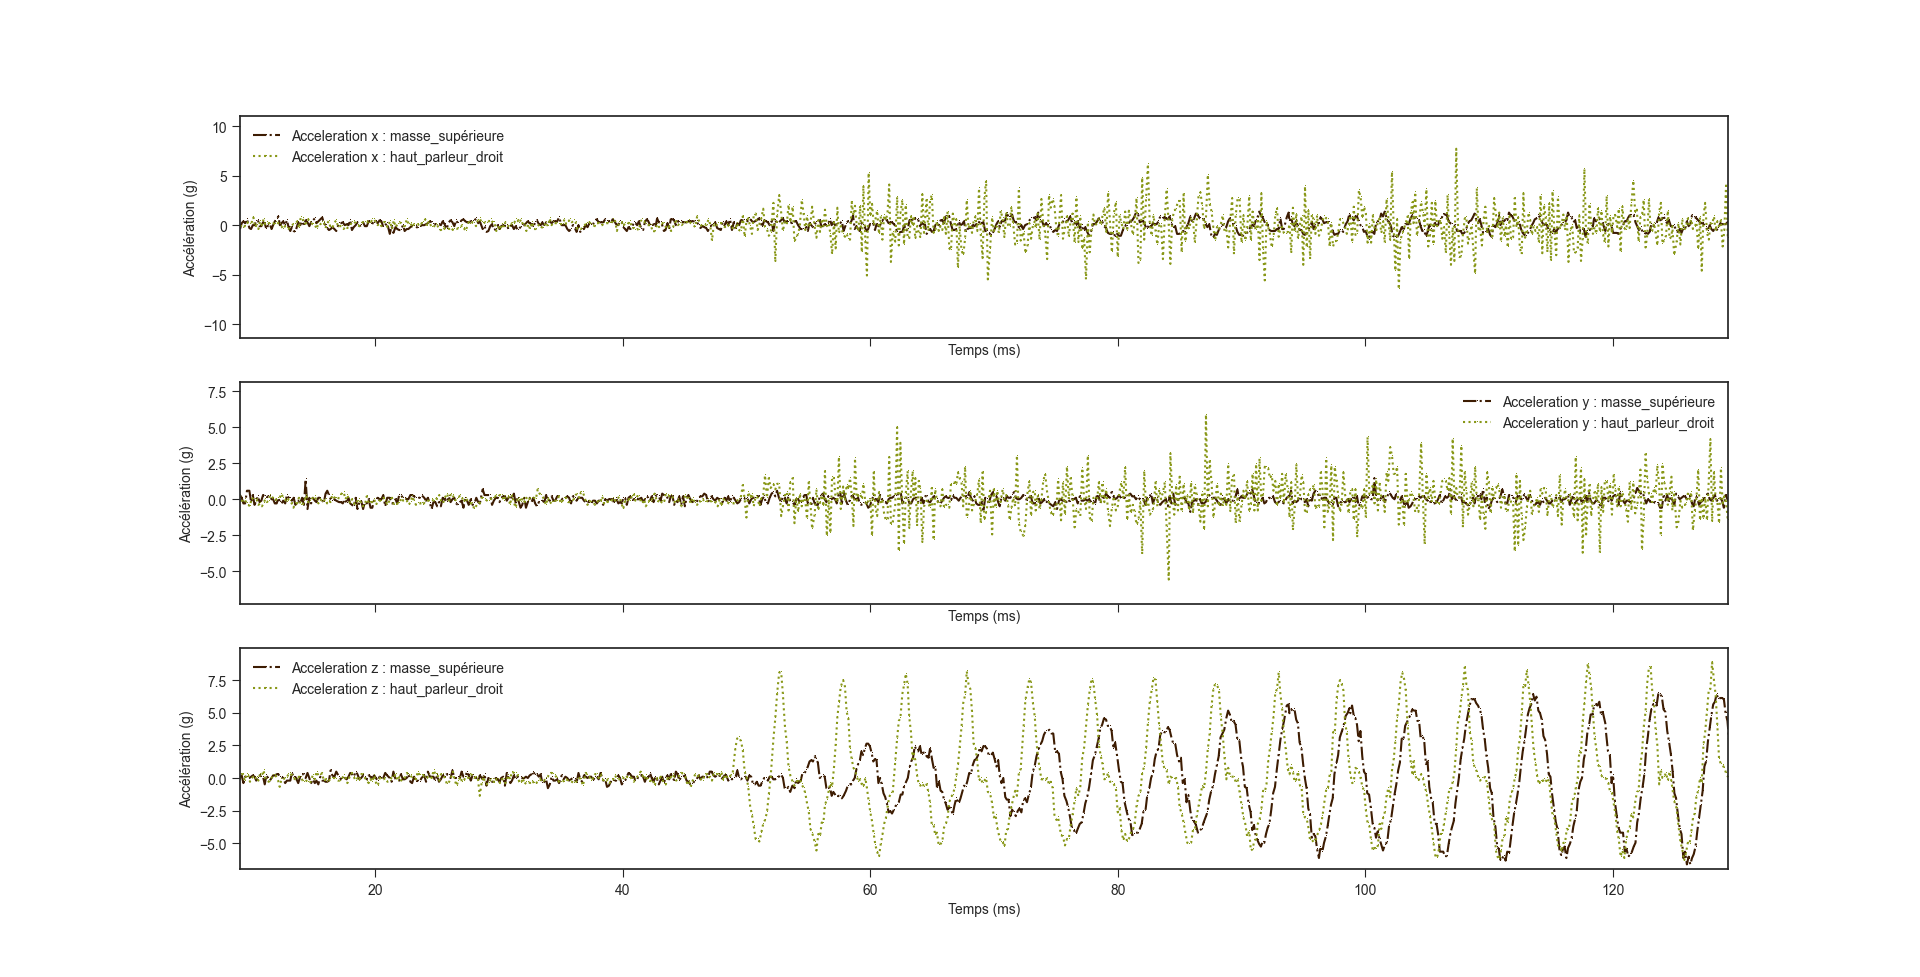 10
5
0
−5
−10
Accélération (g)
Acceleration x : masse_supérieure
Acceleration x : haut_parleur_droit
Temps (ms)
7.5
5.0
2.5
0.0
−2.5
−5.0
Accélération (g)
Acceleration y : masse_supérieure
Acceleration y : haut_parleur_droit
Temps (ms)
7.5
5.0
2.5
0.0
−2.5
−5.0
Accélération (g)
Acceleration z : masse_supérieure
Acceleration z : haut_parleur_droit
20 40 60 80 100 120
Temps (ms)